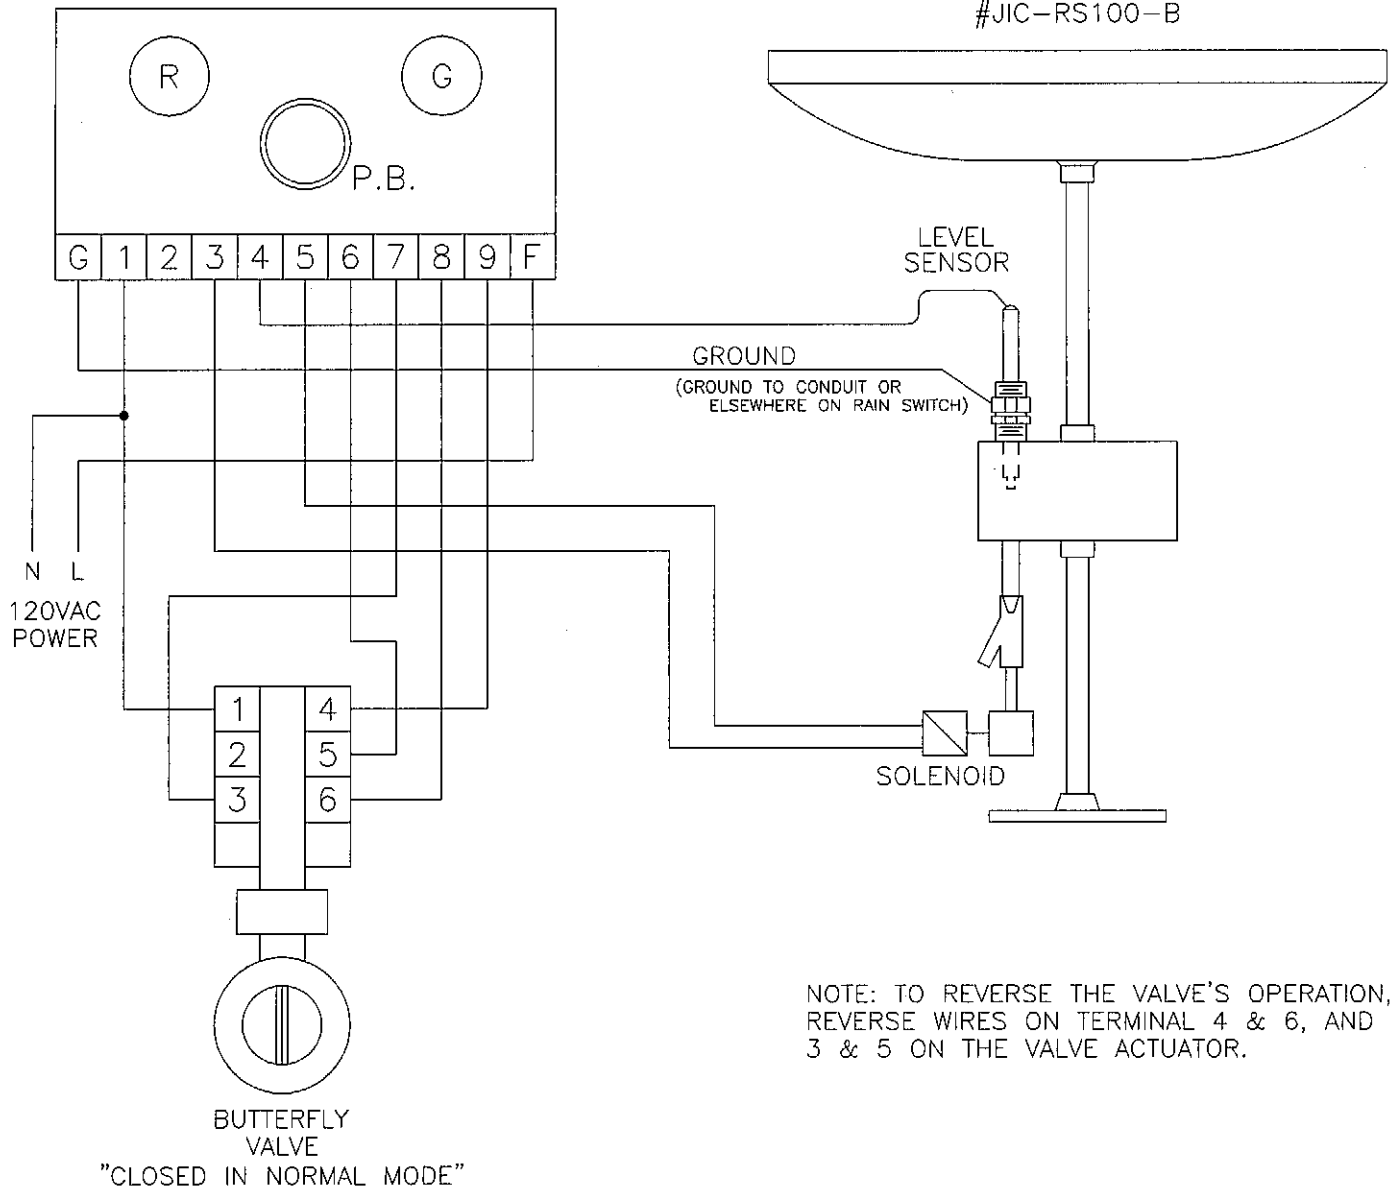 #JIC-RS100-B
R
G
P.B.
G 1 2 3 4 5 6 7 8 9 F
LEVEL
SENSOR
GROUND
(GROUND TO CONDUIT OR
ELSEWHERE ON RAIN SWITCH)
N L
120VAC
POWER
1 4
2 5
3 6
SOLENOID
NOTE: TO REVERSE THE VALVE'S OPERATION,
REVERSE WIRES ON TERMINAL 4 & 6, AND
3 & 5 ON THE VALVE ACTUATOR.
BUTTERFLY
VALVE
"CLOSED IN NORMAL MODE"